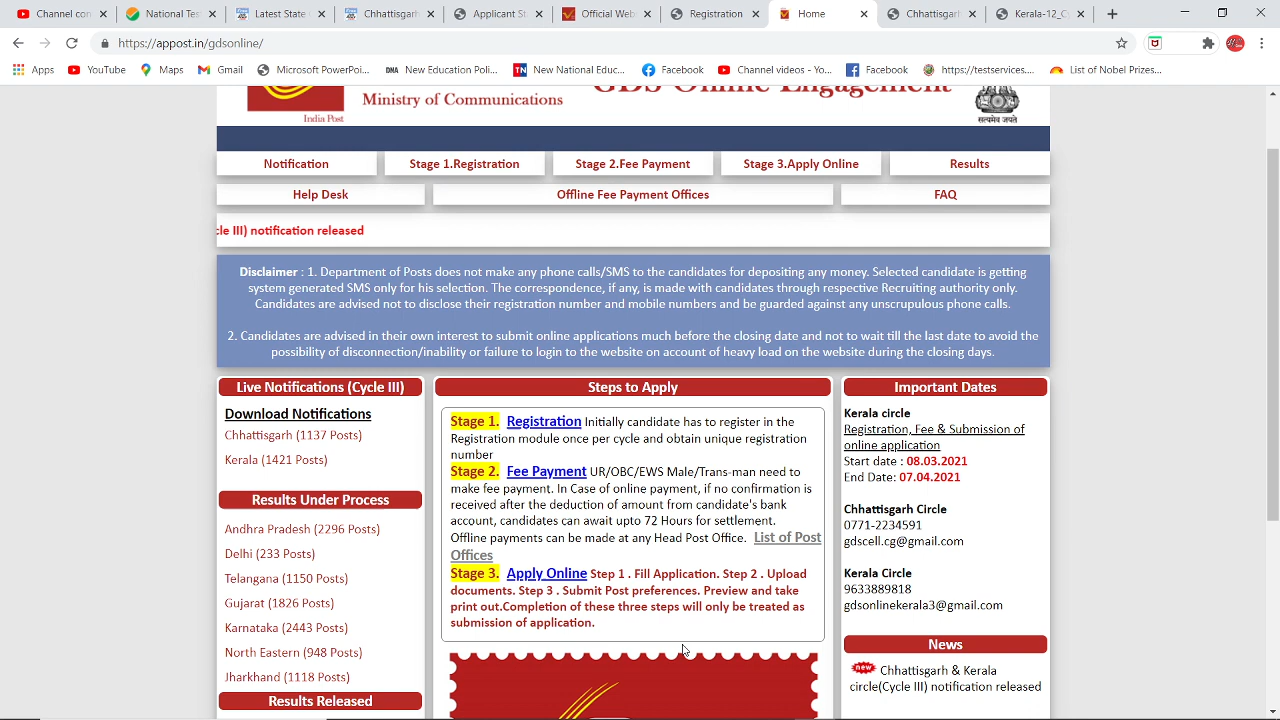 Channel con
National Test
Latest Sarkar
Chhattisgarh
Applicant St
Official Web
Registration
Home
Chhattisgarh
Kerala-12_Cy
https://appost.in/gdsonline/
Apps
YouTube
Maps
Gmail
Microsoft PowerPoi...
DNA New Education Poli...
TN New National Educ...
Facebook
Channel videos - Yo...
Facebook
https://testservices...
List of Nobel Prizes...
India Post
Ministry of Communications
GDS Online Engagement
सत्यमेव जयते
Notification
Stage 1.Registration
Stage 2.Fee Payment
Stage 3.Apply Online
Results
Help Desk
Offline Fee Payment Offices
FAQ
cle III) notification released
Disclaimer : 1. Department of Posts does not make any phone calls/SMS to the candidates for depositing any money. Selected candidate is getting
system generated SMS only for his selection. The correspondence, if any, is made with candidates through respective Recruiting authority only.
Candidates are advised not to disclose their registration number and mobile numbers and be guarded against any unscrupulous phone calls.
2. Candidates are advised in their own interest to submit online applications much before the closing date and not to wait till the last date to avoid the
possibility of disconnection/inability or failure to login to the website on account of heavy load on the website during the closing days.
Live Notifications (Cycle III)
Download Notifications
Chhattisgarh (1137 Posts)
Kerala (1421 Posts)
Results Under Process
Andhra Pradesh (2296 Posts)
Delhi (233 Posts)
Telangana (1150 Posts)
Gujarat (1826 Posts)
Karnataka (2443 Posts)
North Eastern (948 Posts)
Jharkhand (1118 Posts)
Results Released
Steps to Apply
Stage 1. Registration Initially candidate has to register in the
Registration module once per cycle and obtain unique registration
number
Stage 2. Fee Payment UR/OBC/EWS Male/Trans-man need to
make fee payment. In Case of online payment, if no confirmation is
received after the deduction of amount from candidate's bank
account, candidates can await upto 72 Hours for settlement.
Offline payments can be made at any Head Post Office. List of Post
Offices
Stage 3. Apply Online Step 1 . Fill Application. Step 2 . Upload
documents. Step 3 . Submit Post preferences. Preview and take
print out.Completion of these three steps will only be treated as
submission of application.
Important Dates
Kerala circle
Registration, Fee & Submission of
online application
Start date : 08.03.2021
End Date: 07.04.2021
Chhattisgarh Circle
0771-2234591
gdscell.cg@gmail.com
Kerala Circle
9633889818
gdsonlinekerala3@gmail.com
News
new Chhattisgarh & Kerala
circle(Cycle III) notification released